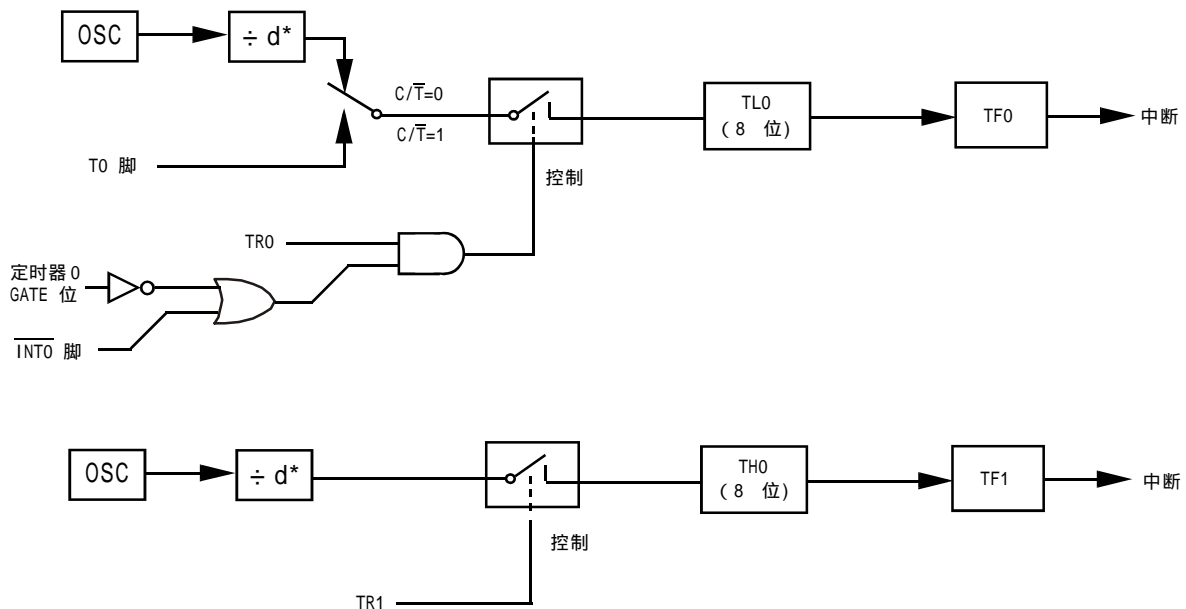 OSC
÷ d*
C/T̅=0
C/T̅=1
T0 脚
TL0
(8 位)
TF0
中断
控制
TR0
定时器0
GATE 位
I̅N̅T̅0̅ 脚
OSC
÷ d*
TH0
(8 位)
TF1
中断
控制
TR1